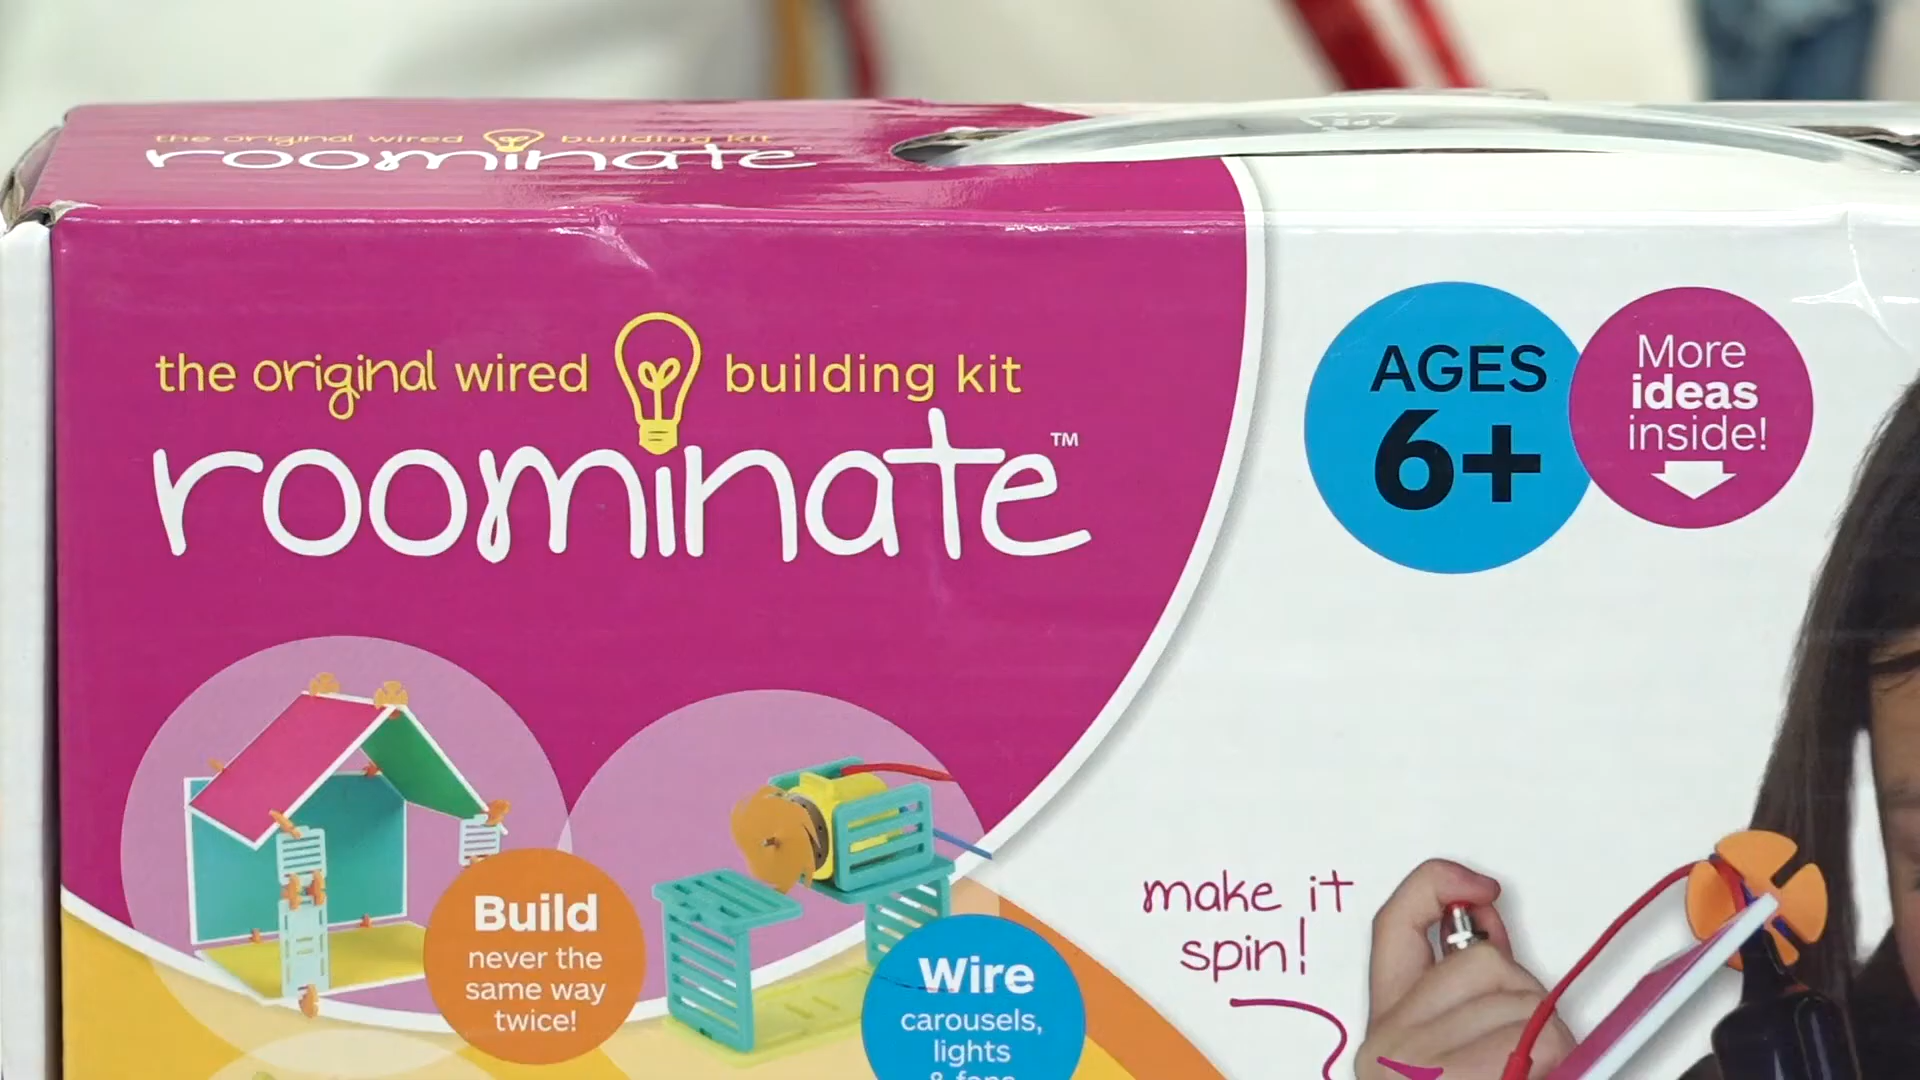 the original wired building kit
roominate
the original wired building kit
roominate™
AGES
6+
More
ideas
inside!
Build
never the
same way
twice!
Wire
carousels,
lights
& fans
make it
spin!